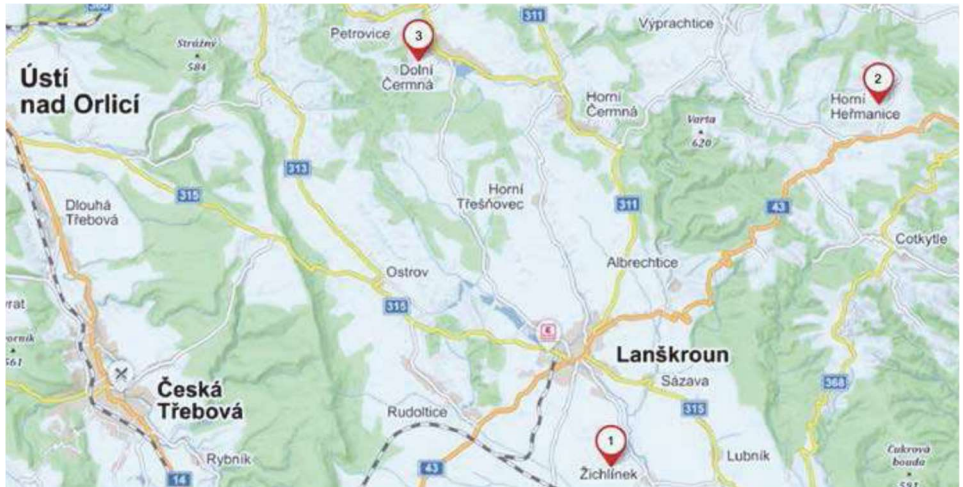 360
311
Výprachtice
Petrovice
3
Strážný
584
Dolní
Čermná
2
Ústí
nad Orlicí
Horní
Čermná
Horní
Heřmanice
Varta
620
313
315
Horní
Třešňovec
311
43
Dlouhá
Třebová
Cotkytle
Albrechtice
Ostrov
315
Lanškroun
Sázava
368
561
Česká
Třebová
Rudoltice
315
1
Rybník
43
Žichlínek
Lubník
Cukrová
bouda
14